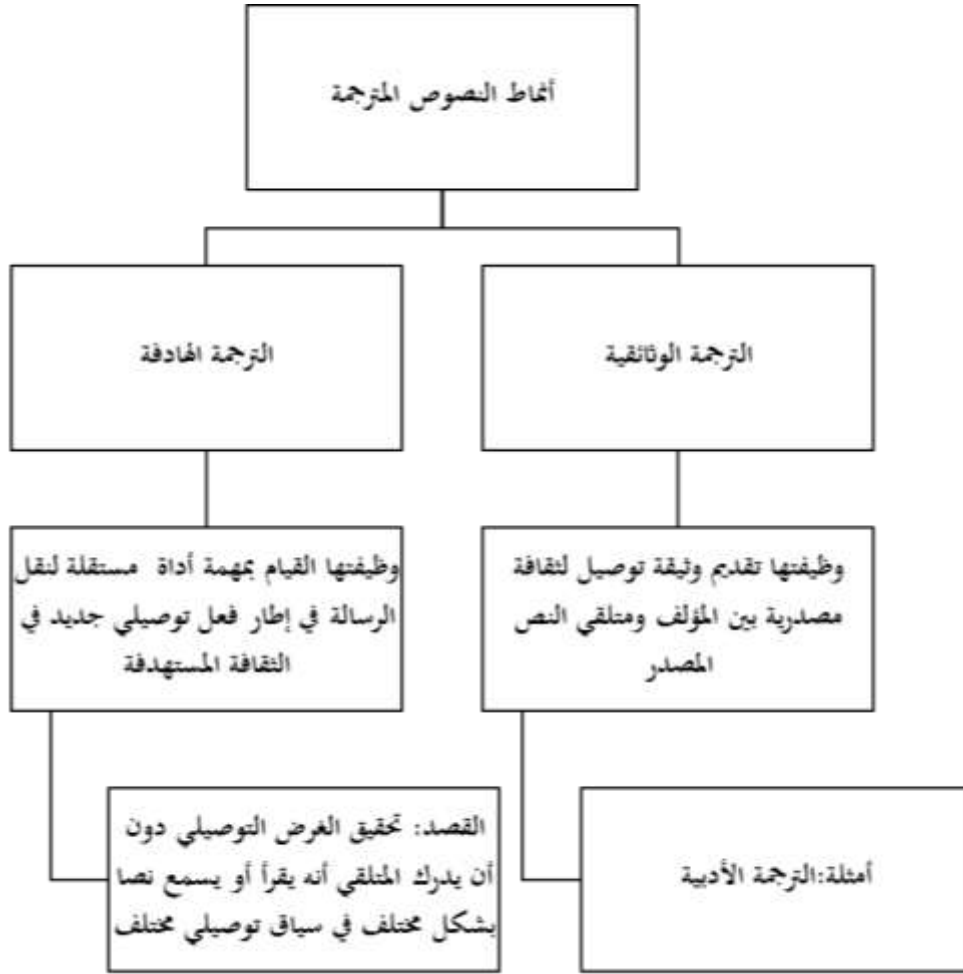 أنماط النصوص المترجمة
الترجمة الوثائقية
الترجمة الهادفة
وظيفتها تقديم وثيقة توصيل لثقافة
مصدرية بين المؤلف ومتلقي النص
المصدر
وظيفتها القيام بمهمة أداة مستقلة لنقل
الرسالة في إطار فعل توصيلي جديد في
الثقافة المستهدفة
أمثلة:الترجمة الأدبية
القصد: تحقيق الغرض التوصيلي دون
أن يدرك المتلقي أنه يقرأ أو يسمع نصا
بشكل مختلف في سياق توصيلي مختلف